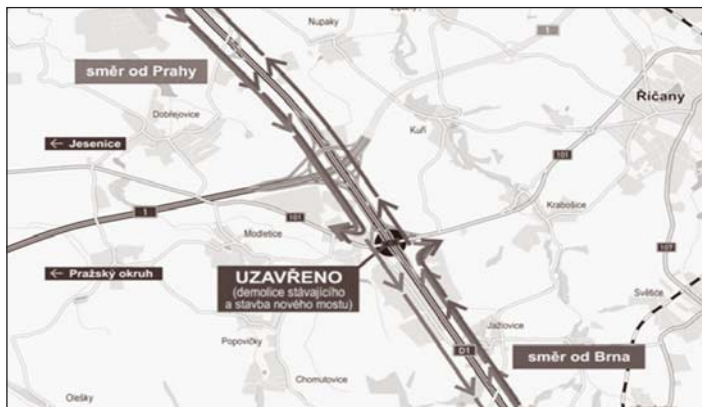 Nupaky
1
směr od Prahy
Říčany
Dobřejovice
Kuří
← Jesenice
101
Krabošice
1
101
Modletice
107
← Pražský okruh
UZAVŘENO
(demolice stávajícího
a stavba nového mostu)
Světice
Jažlovice
Popovičky
D1
směr od Brna
Chomutovice
Olešky